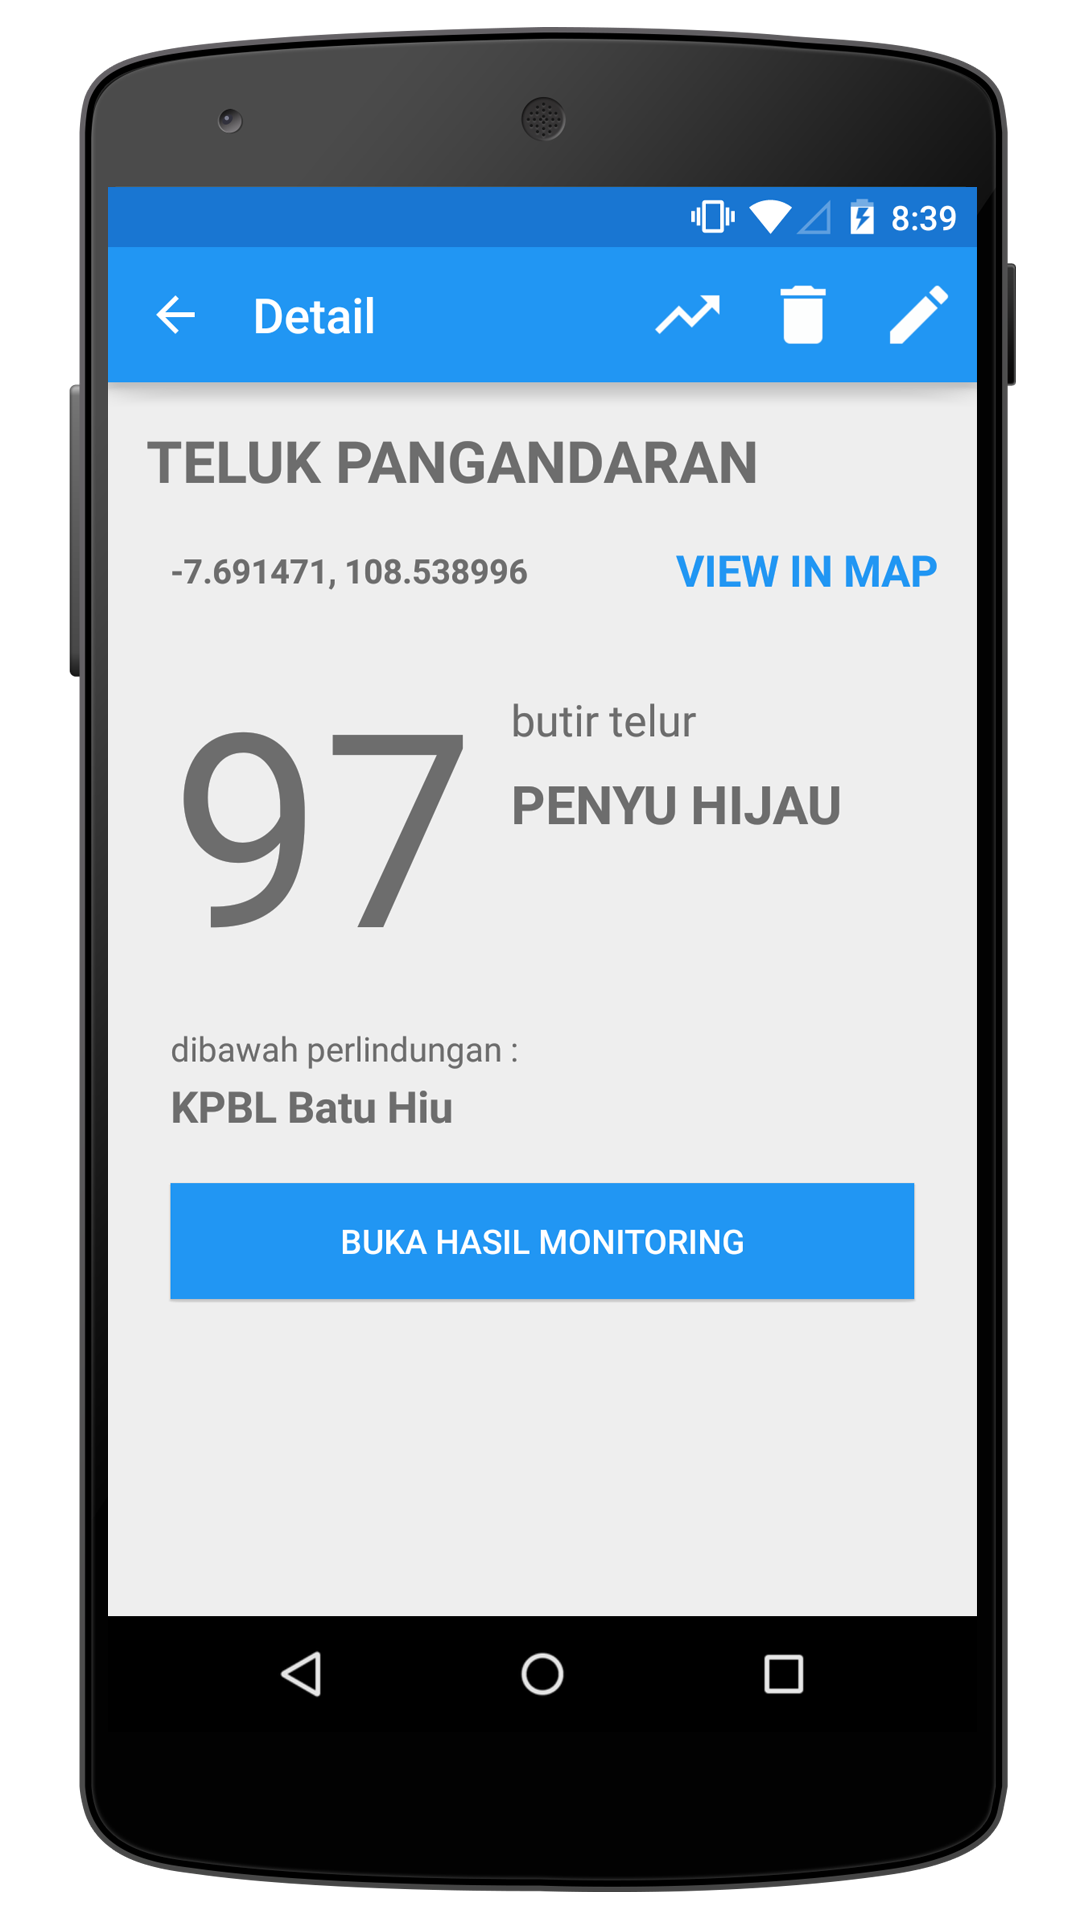 8:39
Detail
TELUK PANGANDARAN
-7.691471, 108.538996
VIEW IN MAP
97
butir telur
PENYU HIJAU
dibawah perlindungan :
KPBL Batu Hiu
BUKA HASIL MONITORING